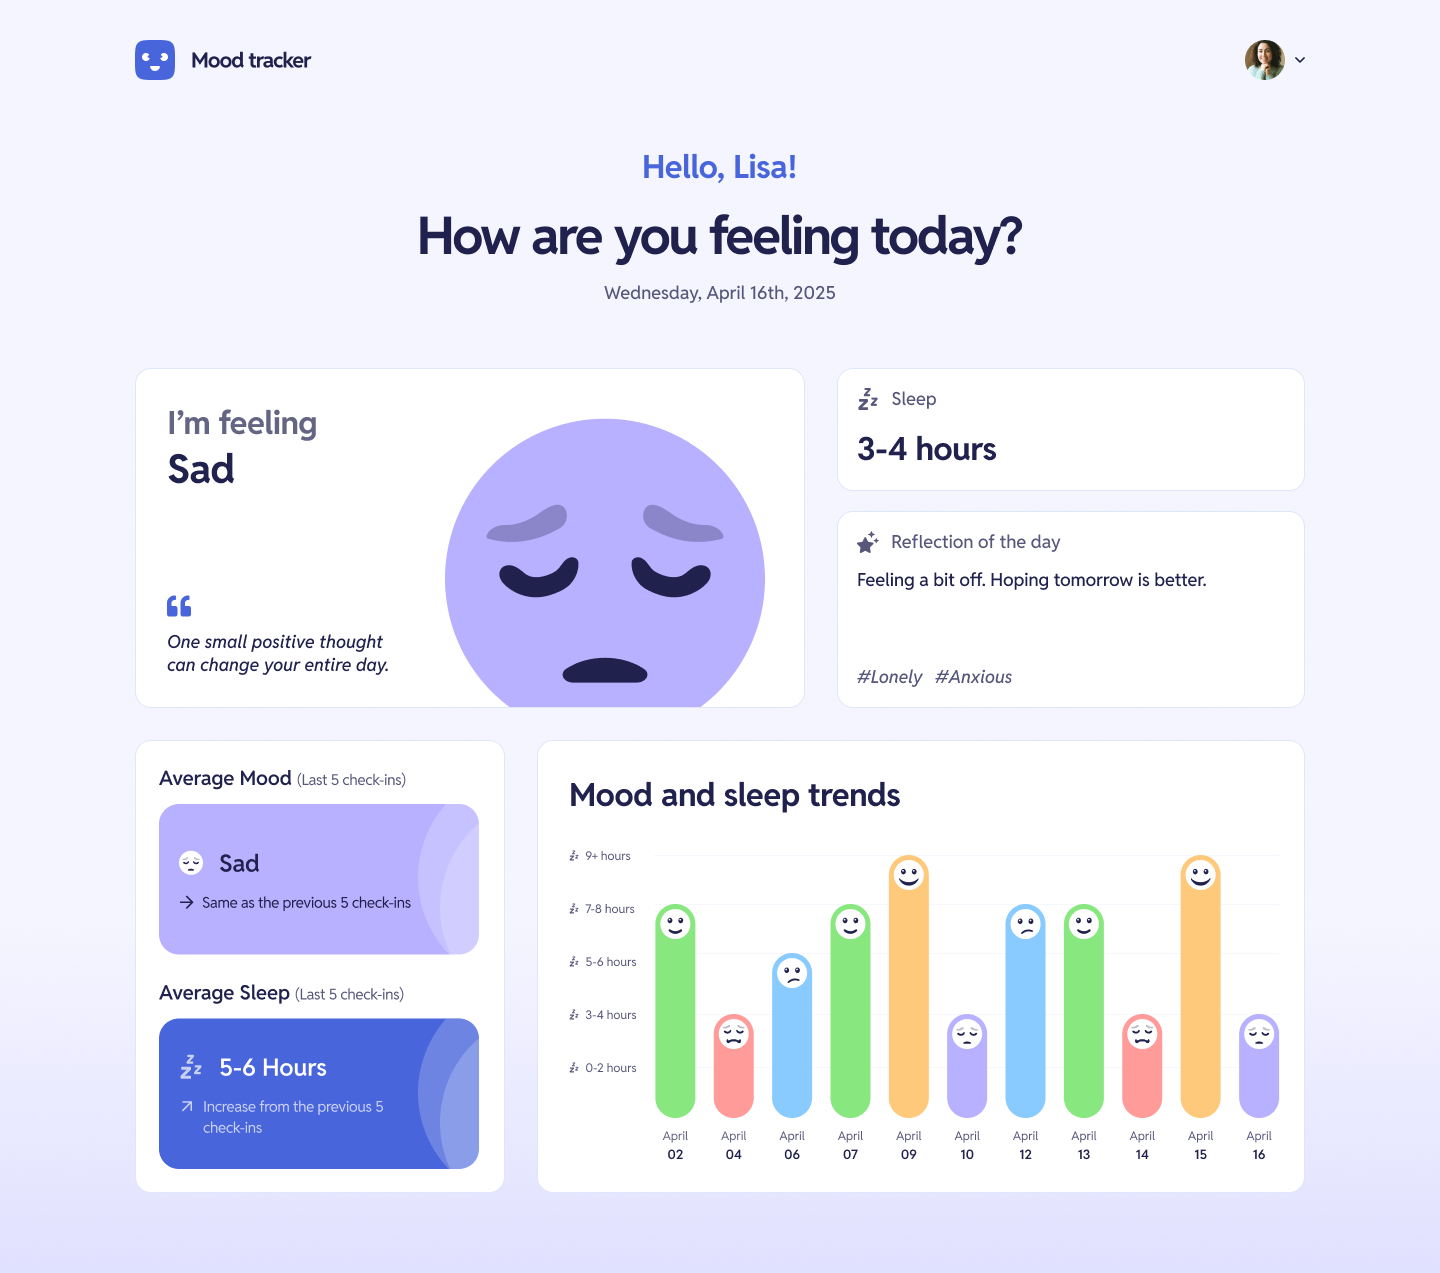 Mood tracker
Hello, Lisa!
How are you feeling today?
Wednesday, April 16th, 2025
I’m feeling
Sad
“
One small positive thought
can change your entire day.
Sleep
3-4 hours
Reflection of the day
Feeling a bit off. Hoping tomorrow is better.
#Lonely #Anxious
Average Mood (Last 5 check-ins)
Sad
Same as the previous 5 check-ins
Average Sleep (Last 5 check-ins)
5-6 Hours
Increase from the previous 5
check-ins
Mood and sleep trends
9+ hours
7-8 hours
5-6 hours
3-4 hours
0-2 hours
April April April April April April April April April April April
02 04 06 07 09 10 12 13 14 15 16